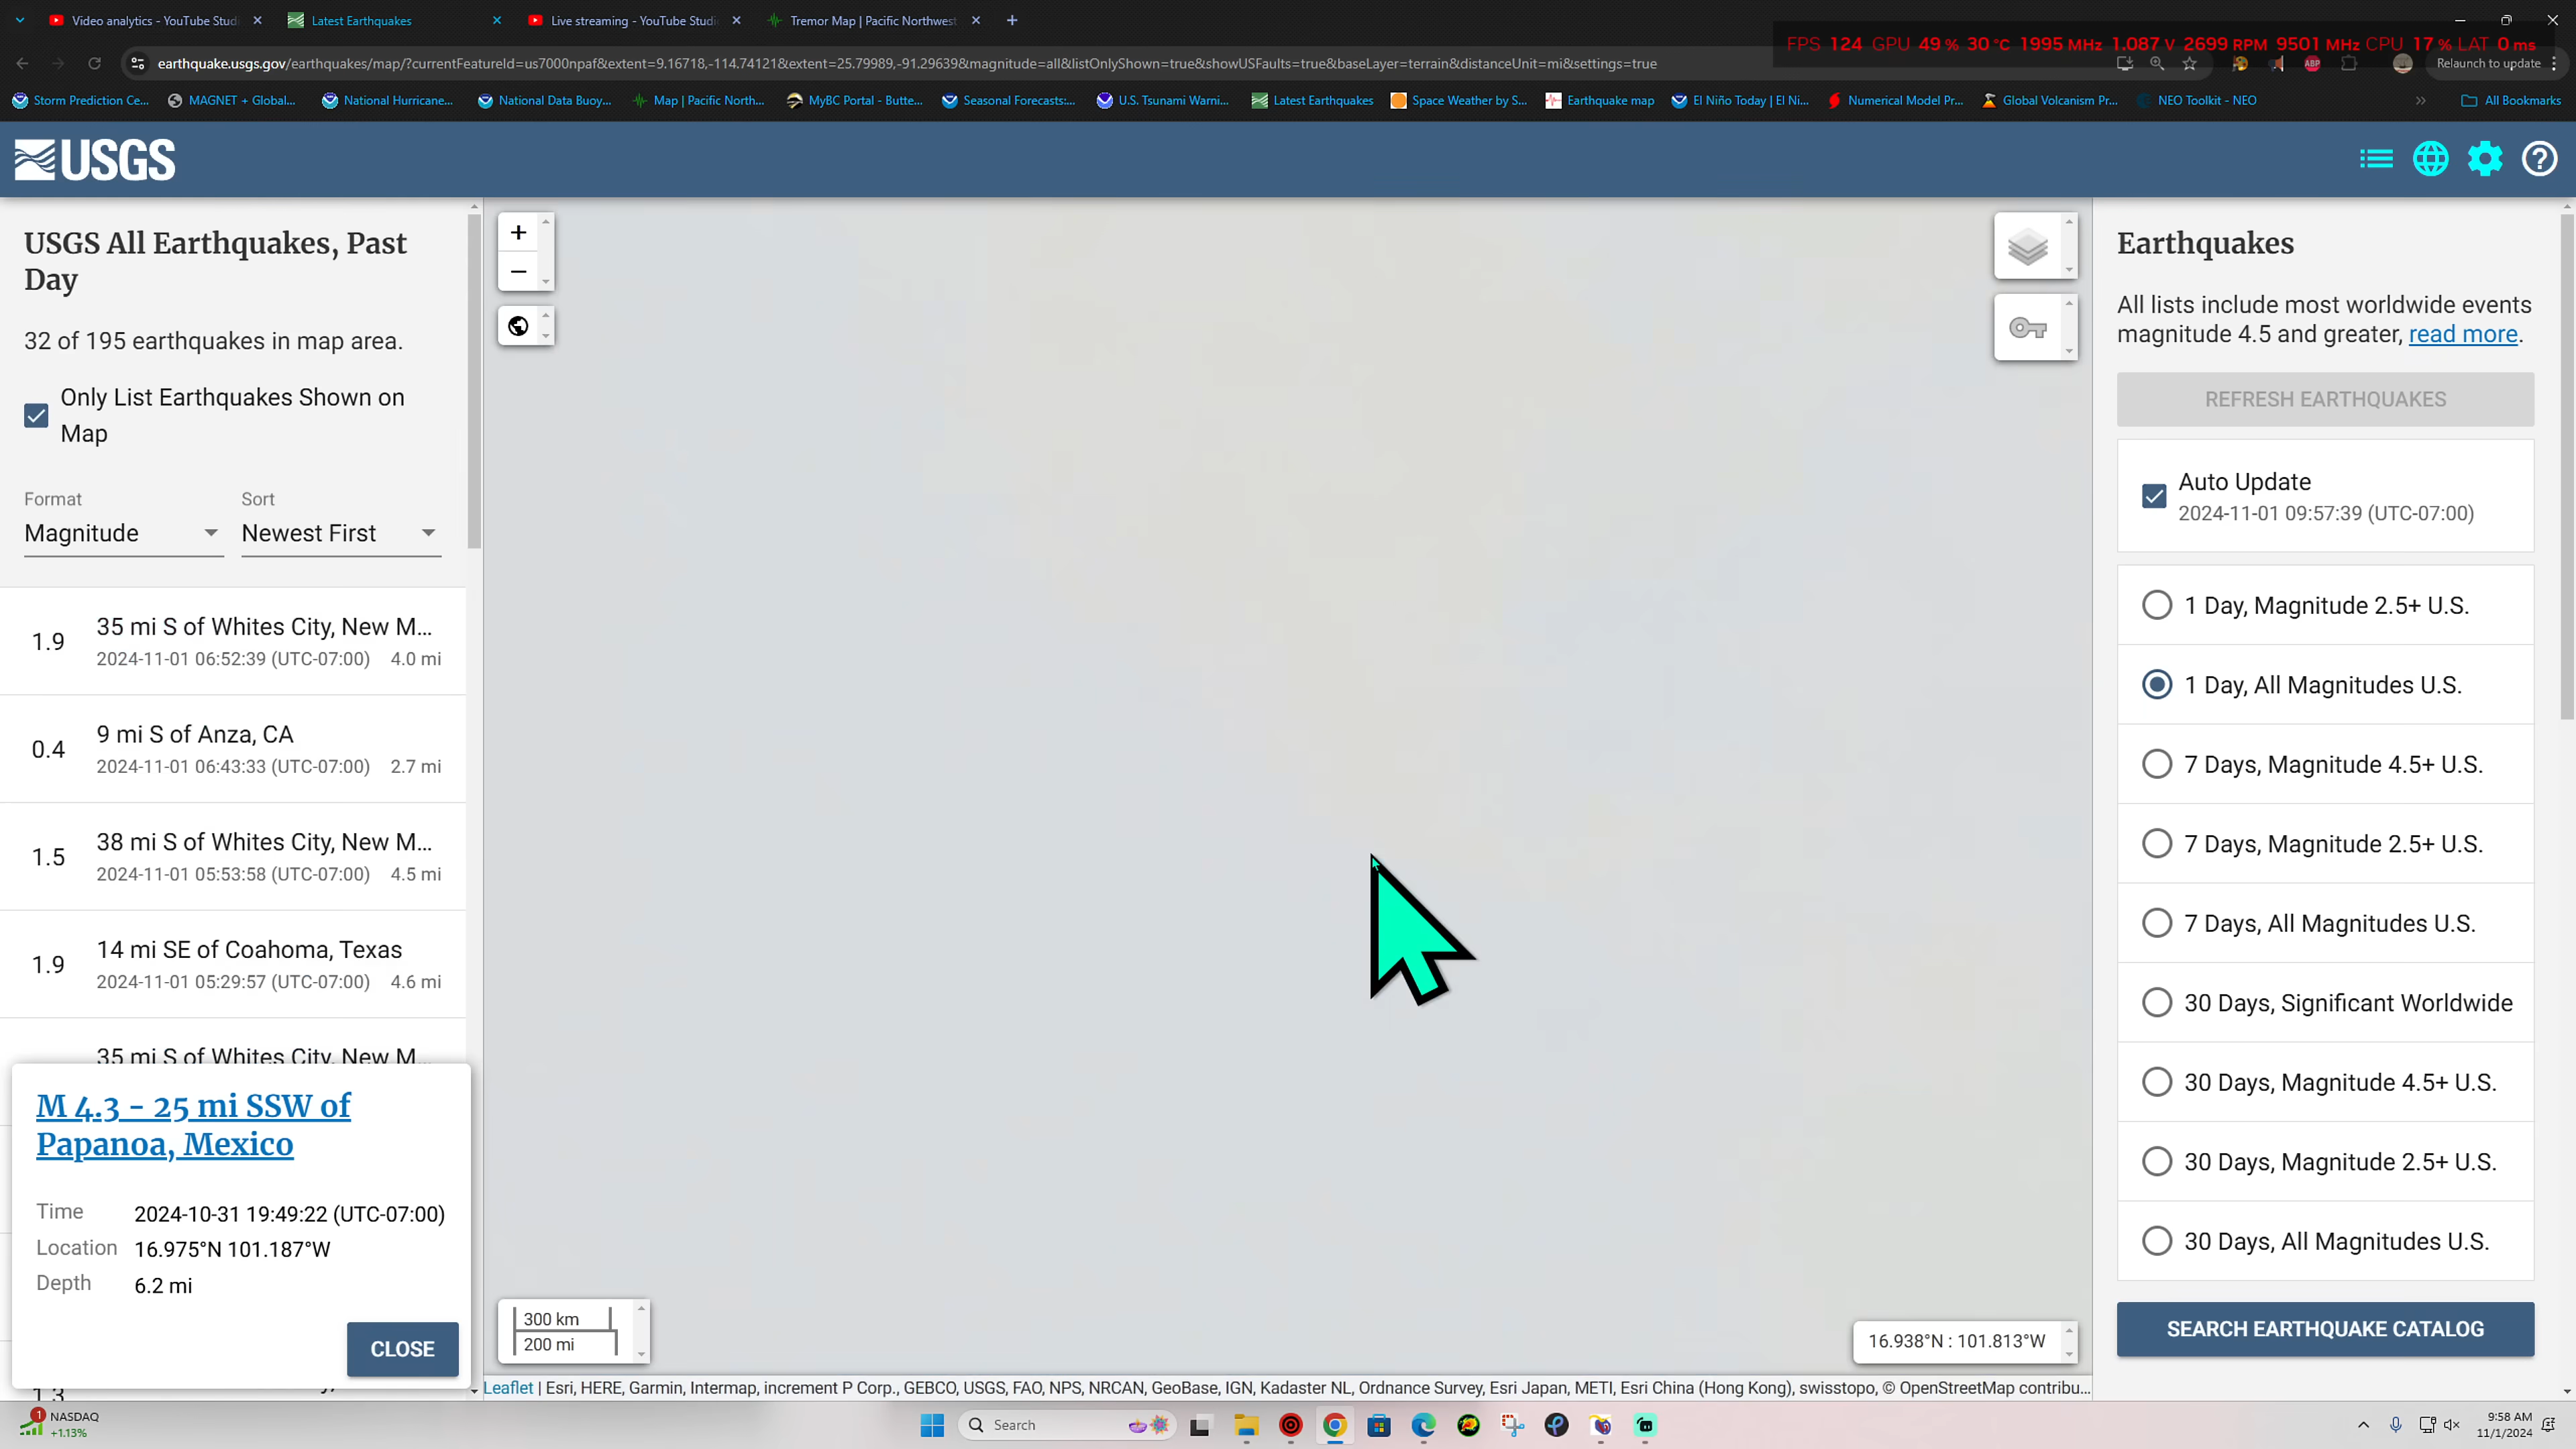 Video analytics - YouTube Studi
Latest Earthquakes
Live streaming - YouTube Studi
Tremor Map | Pacific Northwest
FPS 124 GPU 49 % 30 °C 1995 MHz 1.087 V 2699 RPM 9501 MHz CPU 17 % LAT 0 ms
earthquake.usgs.gov/earthquakes/map/?currentFeatureId=us7000npaf&extent=9.16718,-114.74121&extent=25.79989,-91.29639&magnitude=all&listOnlyShown=true&showUSFaults=true&baseLayer=terrain&distanceUnit=mi&settings=true
ABP
Relaunch to update
Storm Prediction Ce...
MAGNET + Global...
National Hurricane...
National Data Buoy...
Map | Pacific North...
MyBC Portal - Butte...
Seasonal Forecasts:...
U.S. Tsunami Warni...
Latest Earthquakes
Space Weather by S...
Earthquake map
El Niño Today | El Ni...
Numerical Model Pr...
Global Volcanism Pr...
NEO Toolkit - NEO
All Bookmarks
USGS
USGS All Earthquakes, Past
Day
32 of 195 earthquakes in map area.
Only List Earthquakes Shown on
Map
Format
Sort
Magnitude
Newest First
1.9
35 mi S of Whites City, New M...
2024-11-01 06:52:39 (UTC-07:00) 4.0 mi
0.4
9 mi S of Anza, CA
2024-11-01 06:43:33 (UTC-07:00) 2.7 mi
1.5
38 mi S of Whites City, New M...
2024-11-01 05:53:58 (UTC-07:00) 4.5 mi
1.9
14 mi SE of Coahoma, Texas
2024-11-01 05:29:57 (UTC-07:00) 4.6 mi
35 mi S of Whites City, New M...
M 4.3 - 25 mi SSW of
Papanoa, Mexico
Time 2024-10-31 19:49:22 (UTC-07:00)
Location 16.975°N 101.187°W
Depth 6.2 mi
CLOSE
1.3
+
−
300 km
200 mi
16.938°N : 101.813°W
Leaflet | Esri, HERE, Garmin, Intermap, increment P Corp., GEBCO, USGS, FAO, NPS, NRCAN, GeoBase, IGN, Kadaster NL, Ordnance Survey, Esri Japan, METI, Esri China (Hong Kong), swisstopo, © OpenStreetMap contribu...
Earthquakes
All lists include most worldwide events
magnitude 4.5 and greater, read more.
REFRESH EARTHQUAKES
Auto Update
2024-11-01 09:57:39 (UTC-07:00)
1 Day, Magnitude 2.5+ U.S.
1 Day, All Magnitudes U.S.
7 Days, Magnitude 4.5+ U.S.
7 Days, Magnitude 2.5+ U.S.
7 Days, All Magnitudes U.S.
30 Days, Significant Worldwide
30 Days, Magnitude 4.5+ U.S.
30 Days, Magnitude 2.5+ U.S.
30 Days, All Magnitudes U.S.
SEARCH EARTHQUAKE CATALOG
1
NASDAQ
+1.13%
Search
9:58 AM
11/1/2024